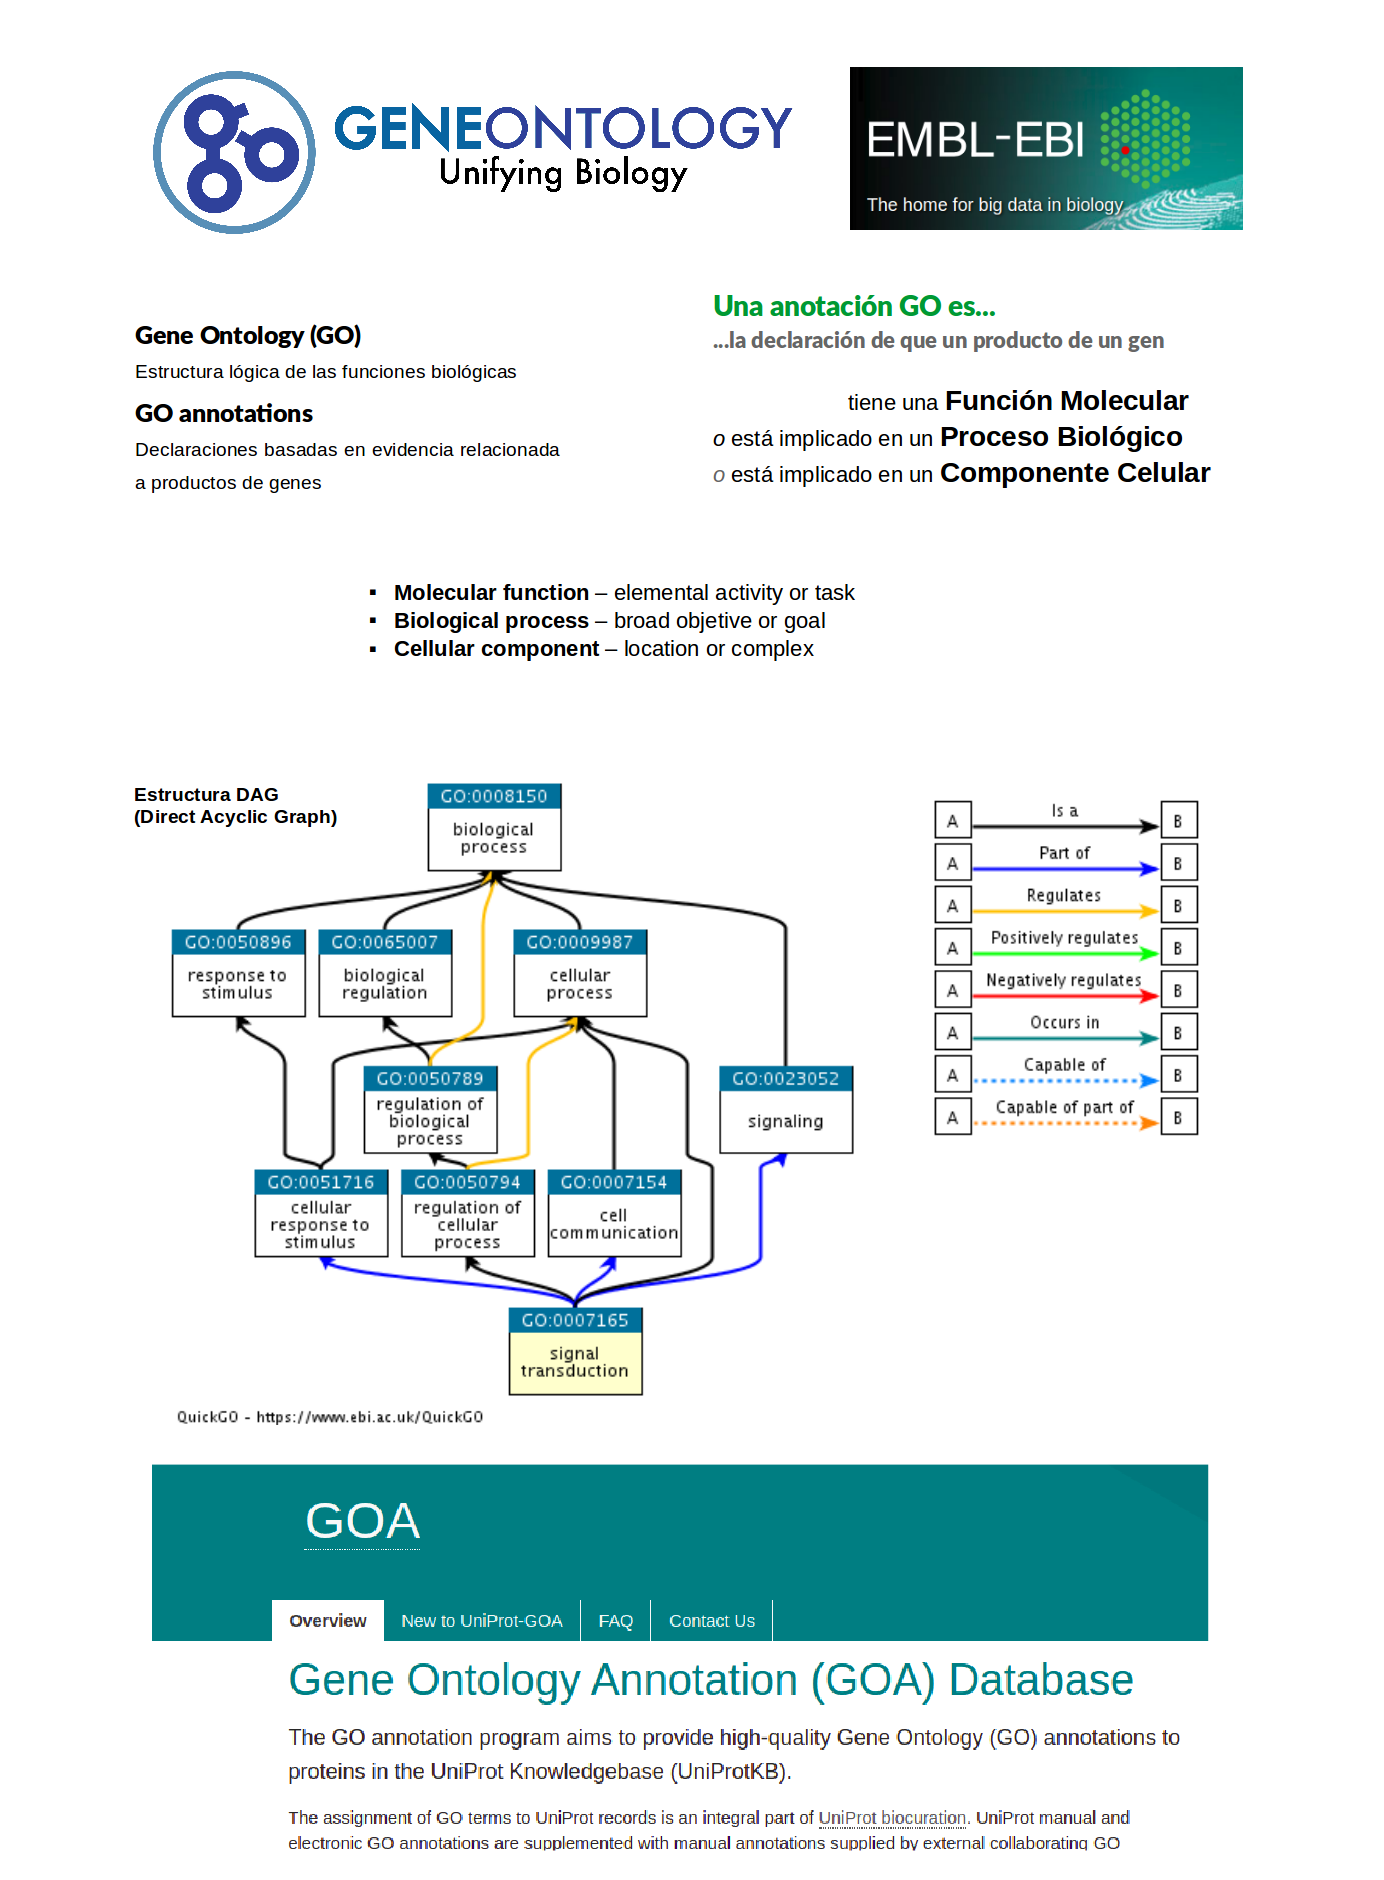 go
GENEONTOLOGY
Unifying Biology
EMBL-EBI
The home for big data in biology
Gene Ontology (GO)
Estructura lógica de las funciones biológicas
GO annotations
Declaraciones basadas en evidencia relacionada
a productos de genes
Una anotación GO es...
...la declaración de que un producto de un gen
tiene una Función Molecular
o está implicado en un Proceso Biológico
o está implicado en un Componente Celular
▪ Molecular function – elemental activity or task
▪ Biological process – broad objetive or goal
▪ Cellular component – location or complex
Estructura DAG
(Direct Acyclic Graph)
GO:0008150
biological
process
GO:0050896
response to
stimulus
GO:0065007
biological
regulation
GO:0009987
cellular
process
GO:0050789
regulation of
biological
process
GO:0023052
signaling
GO:0051716
cellular
response to
stimulus
GO:0050794
regulation of
cellular
process
GO:0007154
cell
communication
GO:0007165
signal
transduction
A Is a B
A Part of B
A Regulates B
A Positively regulates B
A Negatively regulates B
A Occurs in B
A Capable of B
A Capable of part of B
QuickGO - https://www.ebi.ac.uk/QuickGO
GOA
Overview New to UniProt-GOA FAQ Contact Us
Gene Ontology Annotation (GOA) Database
The GO annotation program aims to provide high-quality Gene Ontology (GO) annotations to
proteins in the UniProt Knowledgebase (UniProtKB).
The assignment of GO terms to UniProt records is an integral part of UniProt biocuration. UniProt manual and
electronic GO annotations are supplemented with manual annotations supplied by external collaborating GO